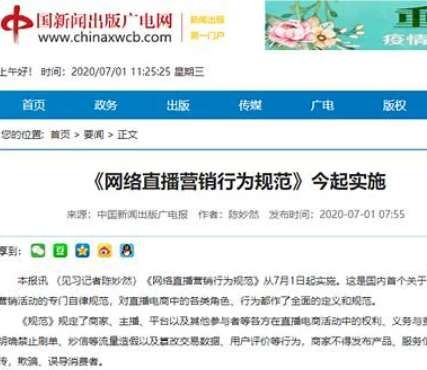 国新闻出版广电网
www.chinaxwcb.com
新闻出版
第一门户
疫情
上午好! 时间：2020/07/01 11:25:25 星期三
首页 政务 出版 传媒 广电 版权
您的位置: 首页 > 要闻 > 正文
《网络直播营销行为规范》今起实施
来源：中国新闻出版广电报 作者：陈妙然 发布时间：2020-07-01 07:55
享到：
本报讯 （见习记者陈妙然）《网络直播营销行为规范》从7月1日起实施。这是国内首个关于
营销活动的专门自律规范，对直播电商中的各类角色、行为都作了全面的定义和规范。
《规范》规定了商家、主播、平台以及其他参与者等各方在直播电商活动中的权利、义务与责
明确禁止刷单、炒信等流量造假以及篡改交易数据、用户评价等行为，商家不得发布产品、服务信
传，欺骗、误导消费者。